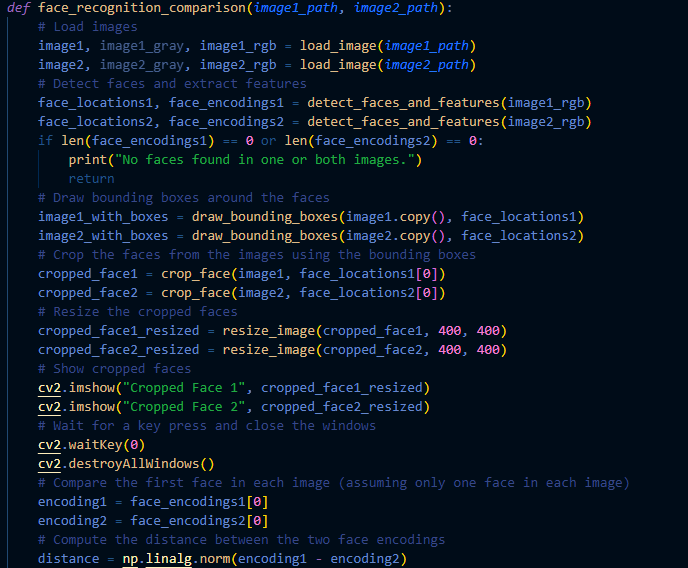 def face_recognition_comparison(image1_path, image2_path):
    # Load images
    image1, image1_gray, image1_rgb = load_image(image1_path)
    image2, image2_gray, image2_rgb = load_image(image2_path)
    # Detect faces and extract features
    face_locations1, face_encodings1 = detect_faces_and_features(image1_rgb)
    face_locations2, face_encodings2 = detect_faces_and_features(image2_rgb)
    if len(face_encodings1) == 0 or len(face_encodings2) == 0:
        print("No faces found in one or both images.")
        return
    # Draw bounding boxes around the faces
    image1_with_boxes = draw_bounding_boxes(image1.copy(), face_locations1)
    image2_with_boxes = draw_bounding_boxes(image2.copy(), face_locations2)
    # Crop the faces from the images using the bounding boxes
    cropped_face1 = crop_face(image1, face_locations1[0])
    cropped_face2 = crop_face(image2, face_locations2[0])
    # Resize the cropped faces
    cropped_face1_resized = resize_image(cropped_face1, 400, 400)
    cropped_face2_resized = resize_image(cropped_face2, 400, 400)
    # Show cropped faces
    cv2.imshow("Cropped Face 1", cropped_face1_resized)
    cv2.imshow("Cropped Face 2", cropped_face2_resized)
    # Wait for a key press and close the windows
    cv2.waitKey(0)
    cv2.destroyAllWindows()
    # Compare the first face in each image (assuming only one face in each image)
    encoding1 = face_encodings1[0]
    encoding2 = face_encodings2[0]
    # Compute the distance between the two face encodings
    distance = np.linalg.norm(encoding1 - encoding2)